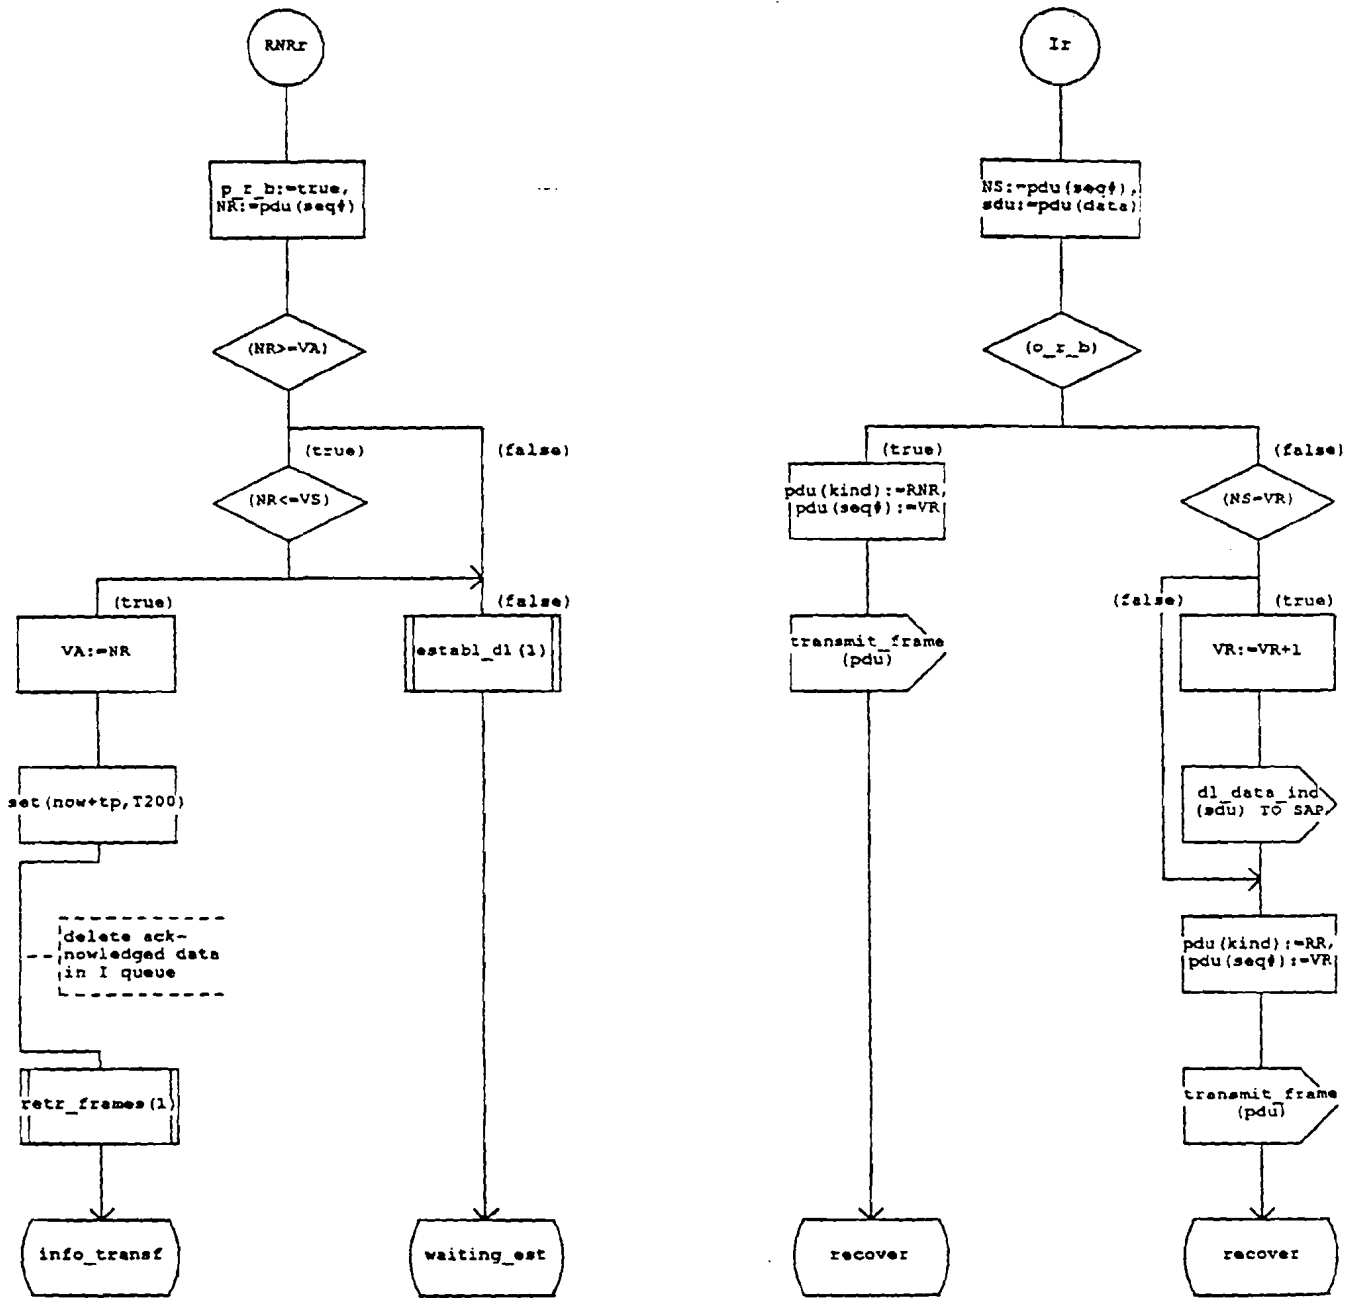 RNRr
p_r_b:=true,
NR:=pdu(seq#)
(NR>=VA)
(true)
(false)
(NR<=VS)
(true)
(false)
VA:=NR
establ_dl(1)
set(now+tp,T200)
delete ack-
nowledged data
in I queue
retr_frames(1)
info_transf
waiting_est
Ir
NS:=pdu(seq#),
sdu:=pdu(data)
(o_r_b)
(true)
(false)
pdu(kind):=RNR,
pdu(seq#):=VR
(NS=VR)
(false)
(true)
transmit_frame
(pdu)
VR:=VR+1
dl_data_ind
(sdu) TO SAP
pdu(kind):=RR,
pdu(seq#):=VR
transmit_frame
(pdu)
recover
recover